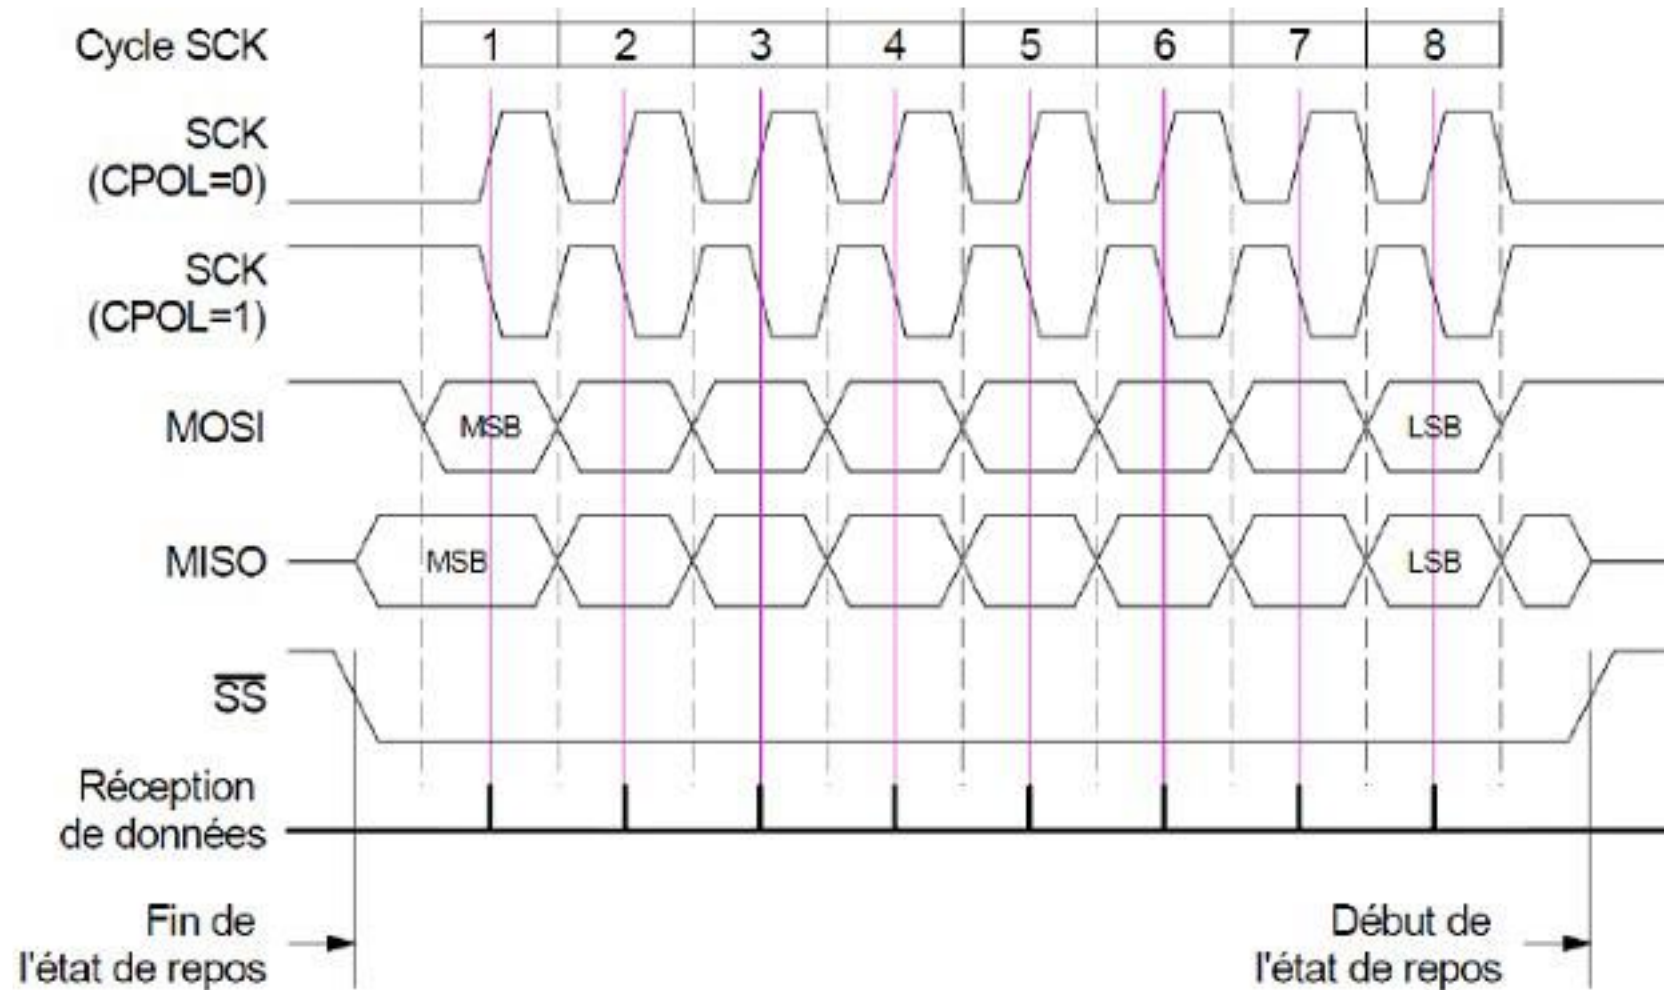 Cycle SCK 1 2 3 4 5 6 7 8
SCK
(CPOL=0)
SCK
(CPOL=1)
MOSI MSB LSB
MISO MSB LSB
SS
Réception
de données
Fin de
l'état de repos
Début de
l'état de repos